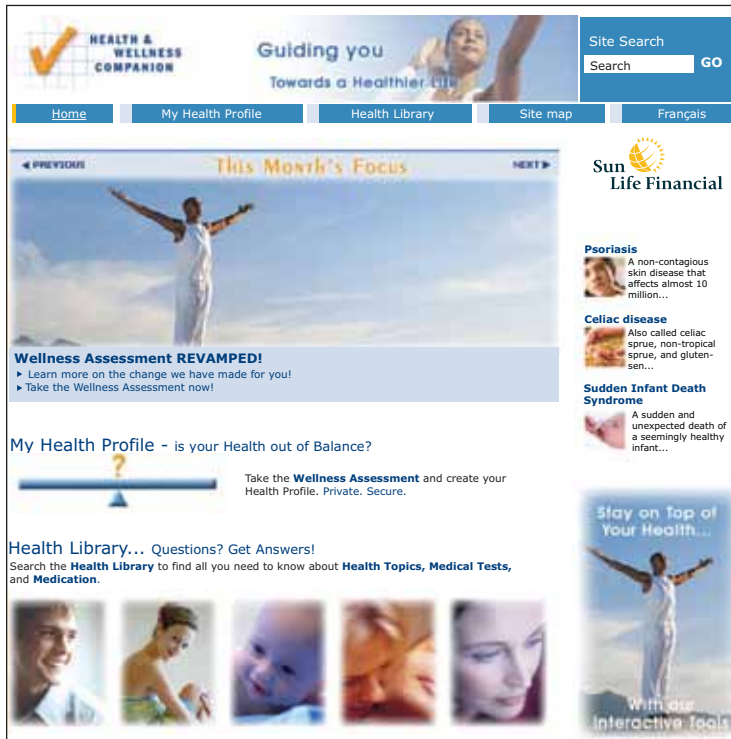 HEALTH &
WELLNESS
COMPANION
Guiding you
Towards a Healthier Life
Site Search
Search
GO
Home
My Health Profile
Health Library
Site map
Français
PREVIOUS
This Month's Focus
NEXT
Sun
Life Financial
Wellness Assessment REVAMPED!
Learn more on the change we have made for you!
Take the Wellness Assessment now!
Psoriasis
A non-contagious
skin disease that
affects almost 10
million...
Celiac disease
Also called celiac
sprue, non-tropical
sprue, and gluten-
sen...
Sudden Infant Death
Syndrome
A sudden and
unexpected death of
a seemingly healthy
infant...
My Health Profile - is your Health out of Balance?
?
Take the Wellness Assessment and create your
Health Profile. Private. Secure.
Health Library... Questions? Get Answers!
Search the Health Library to find all you need to know about Health Topics, Medical Tests,
and Medication.
Stay on Top of
Your Health...
With our
Interactive Tools